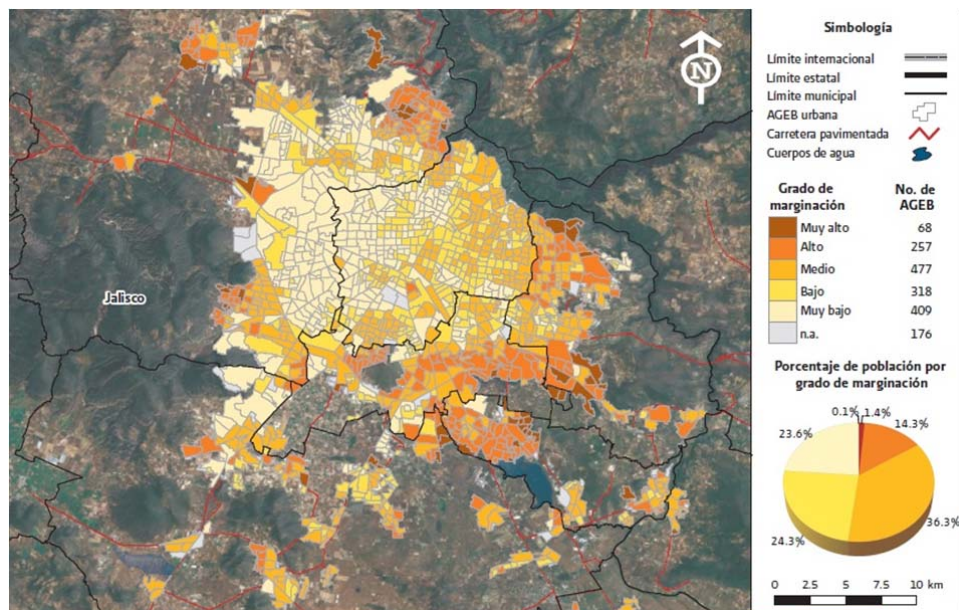 Jalisco
N
Simbología
Límite internacional
Límite estatal
Límite municipal
AGEB urbana
Carretera pavimentada
Cuerpos de agua
Grado de marginación No. de AGEB
Muy alto 68
Alto 257
Medio 477
Bajo 318
Muy bajo 409
n.a. 176
Porcentaje de población por
grado de marginación
0.1% 1.4%
14.3%
23.6%
36.3%
24.3%
0 2.5 5 7.5 10 km